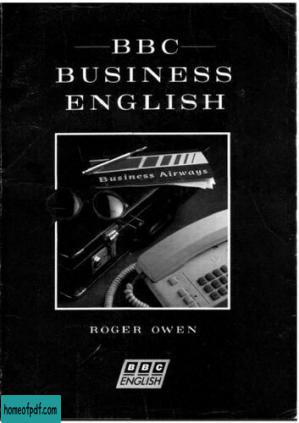 BBC
BUSINESS
ENGLISH
Business Airways
ROGER OWEN
BBC
ENGLISH
homeofpdf.com